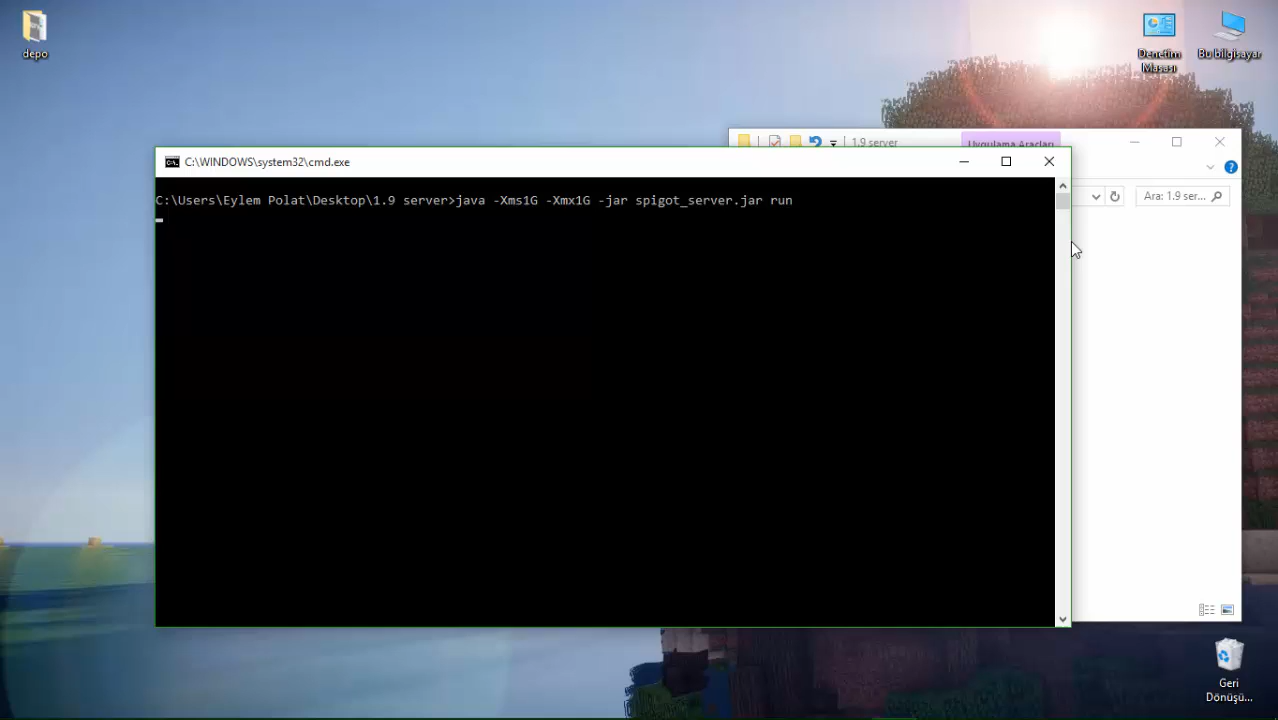 depo
Denetim
Masası
Bu bilgisayar
1.9 server
Uygulama Araçları
C:\WINDOWS\system32\cmd.exe
Ara: 1.9 ser...
C:\Users\Eylem Polat\Desktop\1.9 server>java -Xms1G -Xmx1G -jar spigot_server.jar run
Geri
Dönüşü...